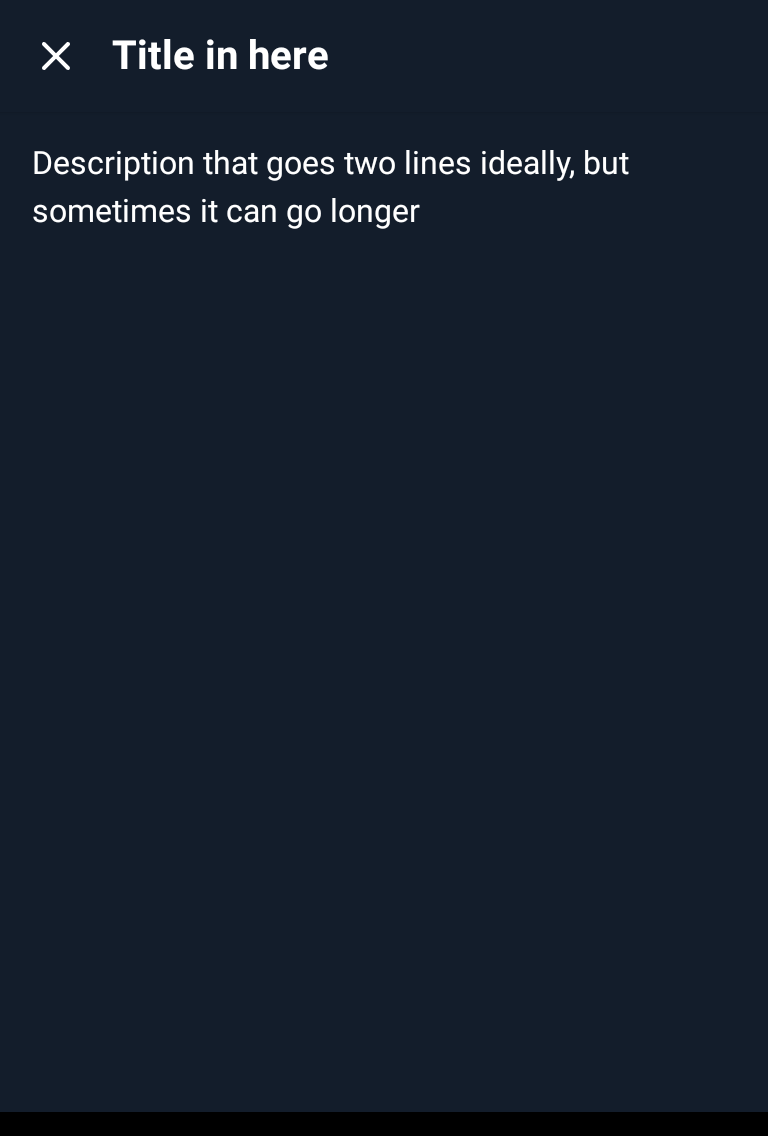 Title in here
Description that goes two lines ideally, but
sometimes it can go longer